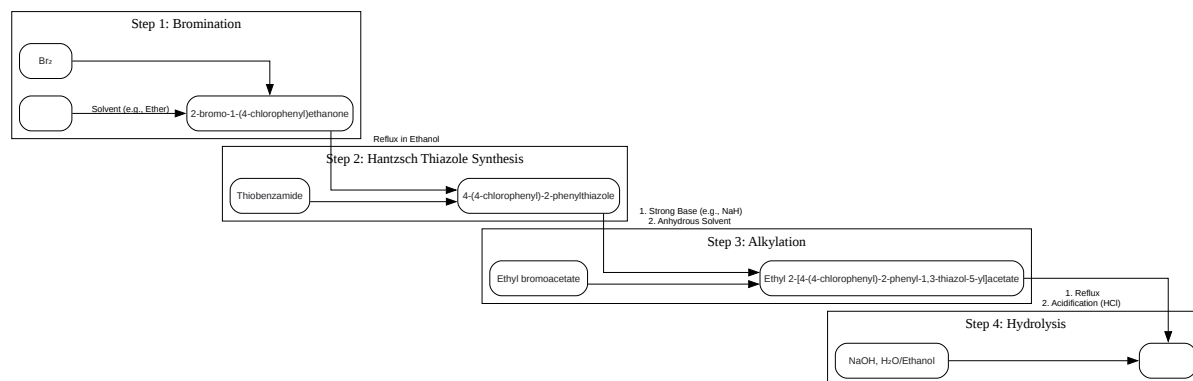 Step 1: Bromination
Br₂
Solvent (e.g., Ether)
2-bromo-1-(4-chlorophenyl)ethanone
Reflux in Ethanol
Step 2: Hantzsch Thiazole Synthesis
Thiobenzamide
4-(4-chlorophenyl)-2-phenylthiazole
1. Strong Base (e.g., NaH)
2. Anhydrous Solvent
Step 3: Alkylation
Ethyl bromoacetate
Ethyl 2-[4-(4-chlorophenyl)-2-phenyl-1,3-thiazol-5-yl]acetate
1. Reflux
2. Acidification (HCl)
Step 4: Hydrolysis
NaOH, H₂O/Ethanol